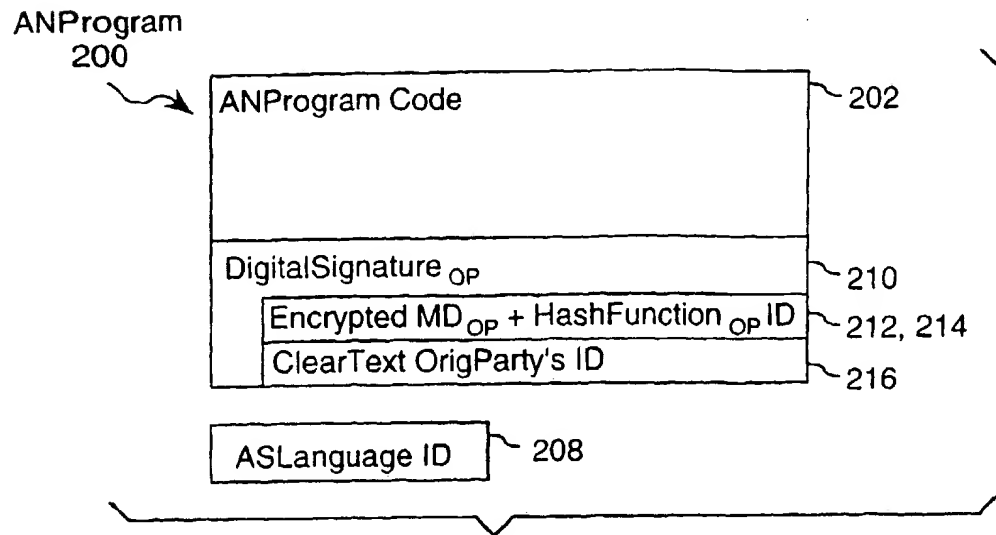 ANProgram
200
ANProgram Code
202
DigitalSignature OP
210
Encrypted MD OP + HashFunction OP ID
212, 214
ClearText OrigParty's ID
216
ASLanguage ID
208